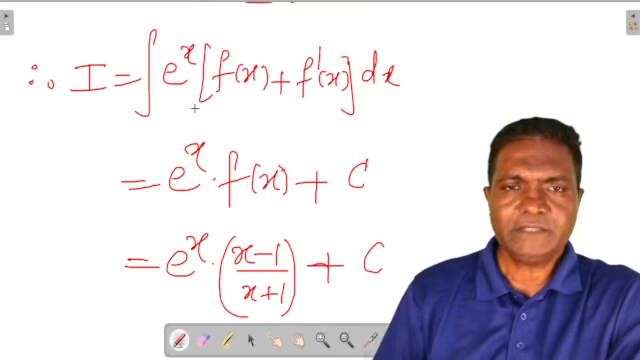 ∴ I = ∫ eˣ [f(x) + f'(x)] dx
= eˣ · f(x) + C
= eˣ · (x−1 / x+1) + C